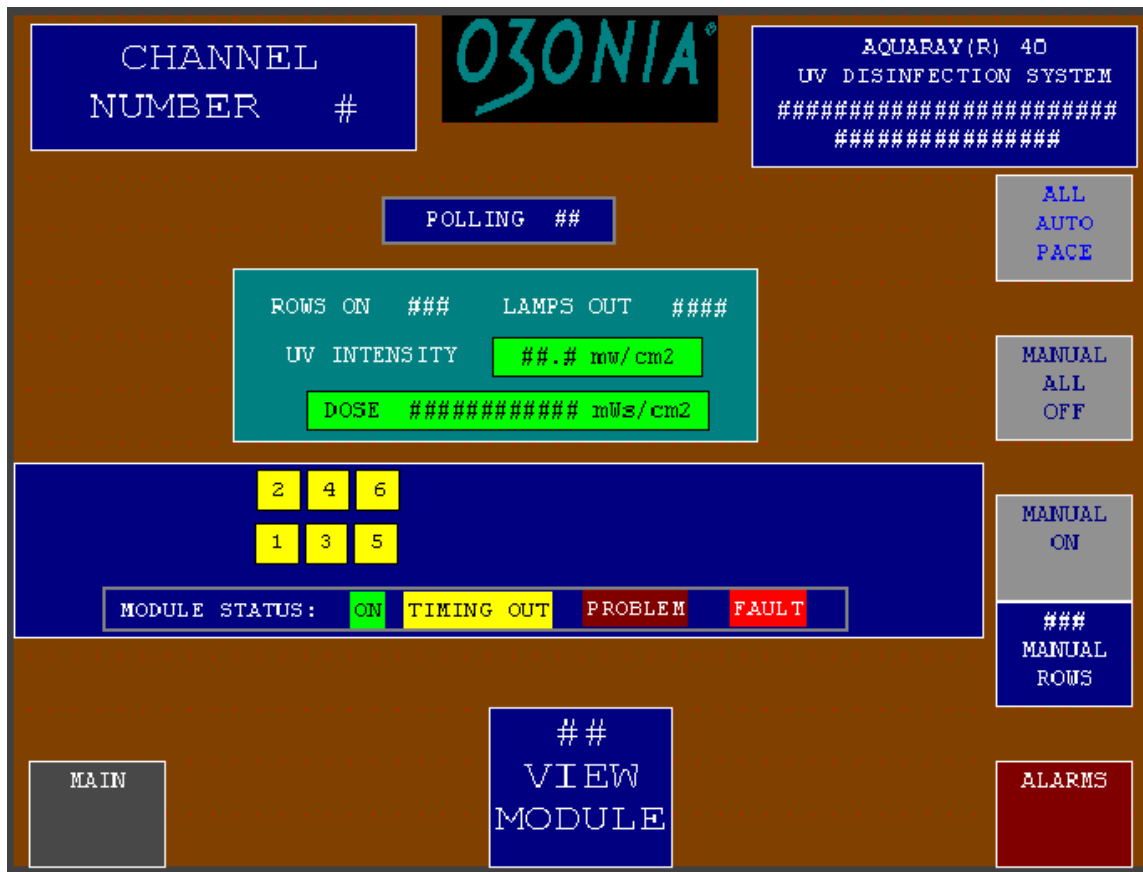 CHANNEL
NUMBER #
OZONIA®
AQUARAY(R) 40
UV DISINFECTION SYSTEM
########################
################
POLLING ##
ALL
AUTO
PACE
ROWS ON ### LAMPS OUT ####
UV INTENSITY ##.# mw/cm2
DOSE ############ mWs/cm2
MANUAL
ALL
OFF
2 4 6
1 3 5
MODULE STATUS: ON TIMING OUT PROBLEM FAULT
MANUAL
ON
###
MANUAL
ROWS
MAIN
##
VIEW
MODULE
ALARMS